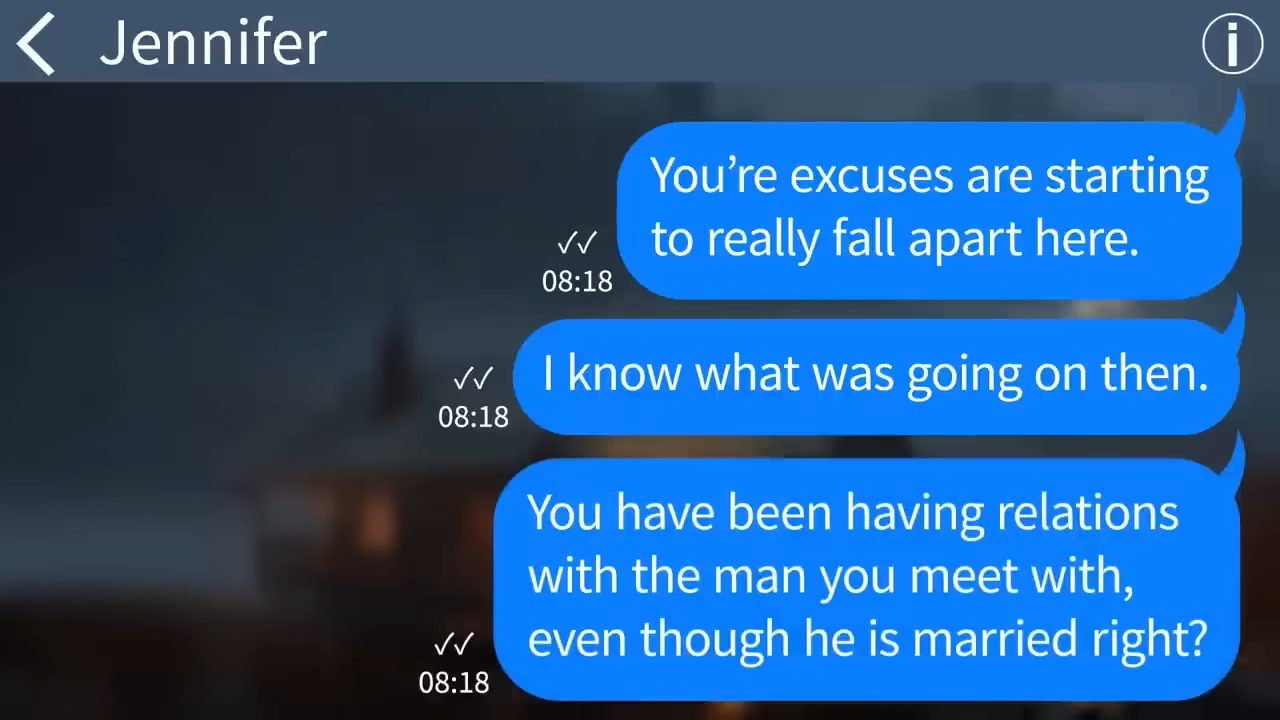 Jennifer
You’re excuses are starting
to really fall apart here.
✓✓
08:18
I know what was going on then.
✓✓
08:18
You have been having relations
with the man you meet with,
even though he is married right?
✓✓
08:18